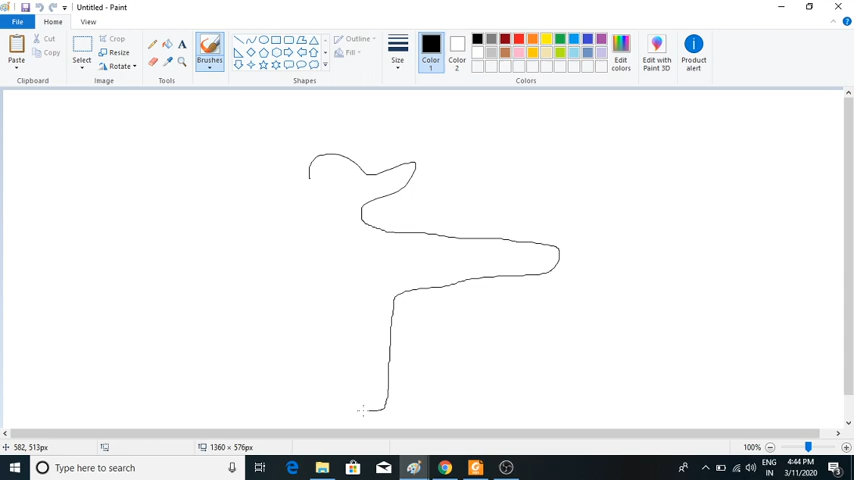 Untitled - Paint
File Home View
Paste
Clipboard
Cut
Copy
Select
Crop
Resize
Rotate
Image
A
Tools
Brushes
Outline
Fill
Shapes
Size
Color 1
Color 2
Colors
Edit colors
Edit with Paint 3D
Product alert
582, 513px
1360 × 576px
100%
Type here to search
ENG
IN
4:44 PM
3/11/2020
3